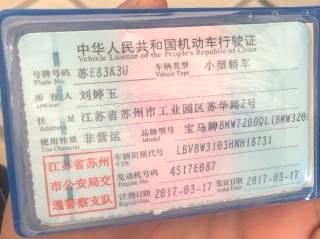 中华人民共和国机动车行驶证
Vehicle License of the People's Republic of China
号牌号码 苏E83K3U 车辆类型 小型轿车
Plate No. Vehicle Type
所有人 刘婷玉
Owner
住址 江苏省苏州市工业园区苏华路2号
Address
使用性质 非营运 品牌型号 宝马牌BMW7200QL(BMW320
Use Character Model
江苏省苏州
市公安局交
通警察支队
车辆识别代号 LBV8W3103HMH18731
VIN
发动机号码 4517E087
Engine No.
注册日期 2017-03-17 发证日期 2017-03-17
Register Date Issue Date